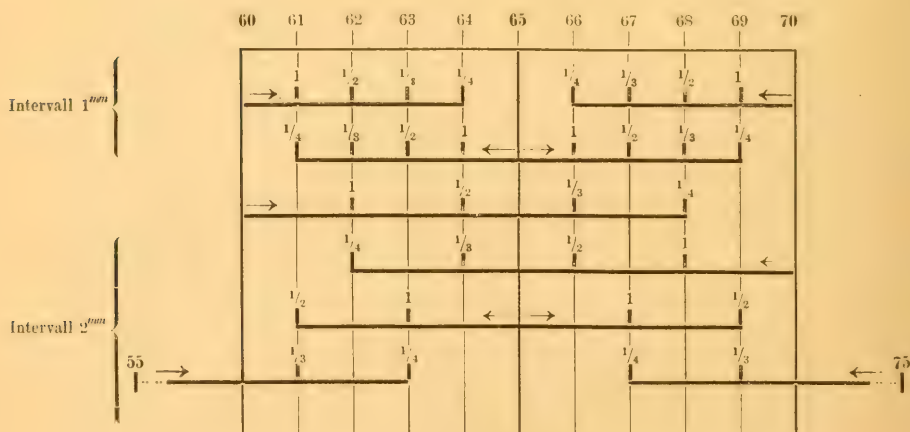 60 61 62 63 64 65 66 67 68 69 70
1 1/2 1/3 1/4 1/4 1/3 1/2 1
Intervall 1mm
1/4 1/3 1/2 1 1 1/2 1/3 1/4
1 1/2 1/3 1/4
1/4 1/3 1/2 1
1/2 1 1 1/2
Intervall 2mm
55 1/3 1/4 1/4 1/3 75